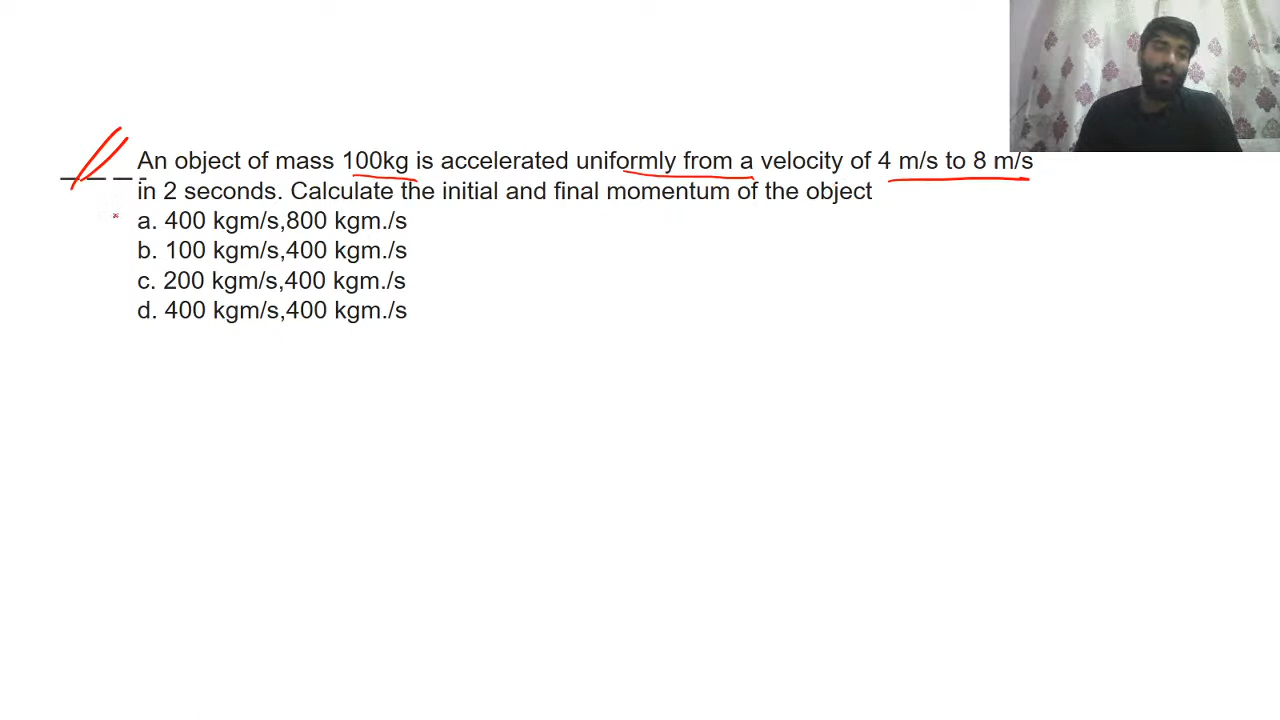 An object of mass 100kg is accelerated uniformly from a velocity of 4 m/s to 8 m/s
in 2 seconds. Calculate the initial and final momentum of the object
a. 400 kgm/s,800 kgm./s
b. 100 kgm/s,400 kgm./s
c. 200 kgm/s,400 kgm./s
d. 400 kgm/s,400 kgm./s